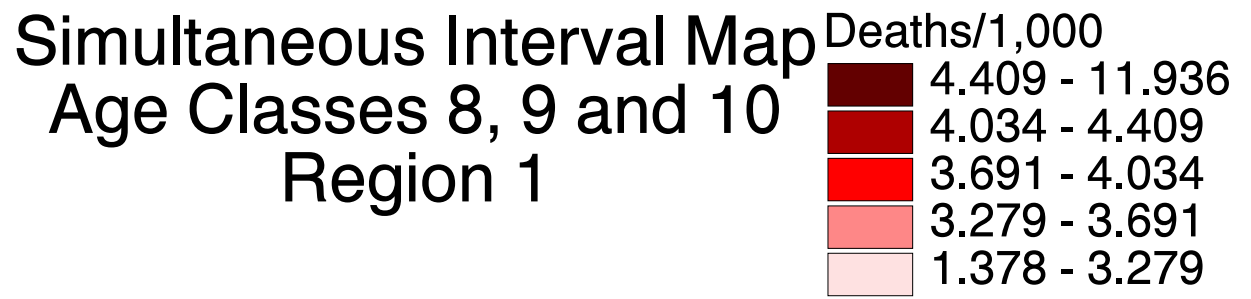 Simultaneous Interval Map
Age Classes 8, 9 and 10
Region 1
Deaths/1,000
4.409 - 11.936
4.034 - 4.409
3.691 - 4.034
3.279 - 3.691
1.378 - 3.279